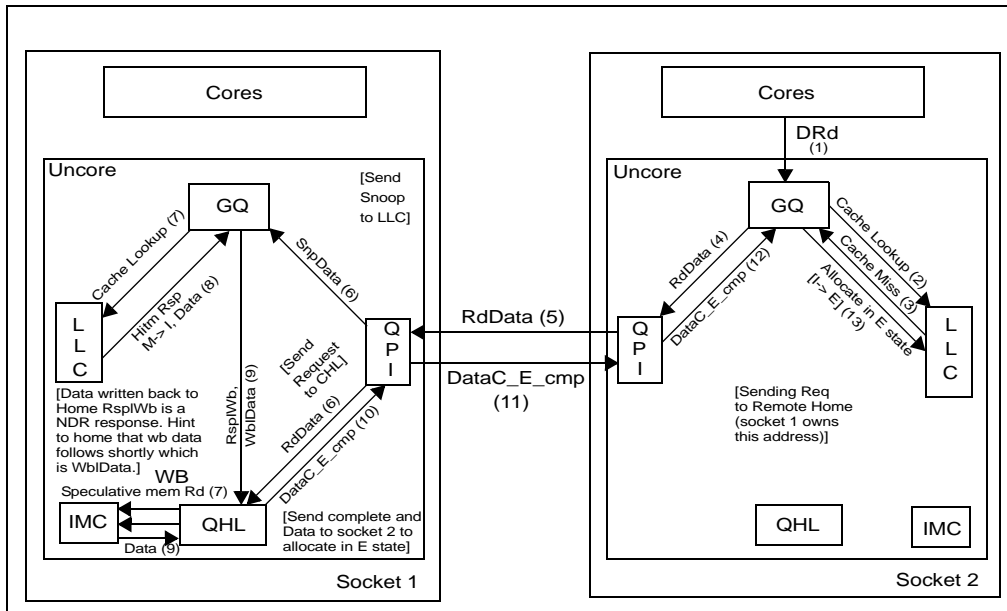 Cores
Uncore
GQ
[Send
Snoop
to LLC]
Cache Lookup (7)
Hitm Rsp
M-> I, Data (8)
SnpData (6)
L
L
C
Q
P
I
[Send
Request
to CHL]
RspIWb,
WbIData (9)
RdData (6)
DataC_E_cmp (10)
[Data written back to
Home RspIWb is a
NDR response. Hint
to home that wb data
follows shortly which
is WbIData.]
WB
Speculative mem Rd (7)
IMC
QHL
Data (9)
[Send complete and
Data to socket 2 to
allocate in E state]
Socket 1
RdData (5)
DataC_E_cmp
(11)
Cores
DRd
(1)
Uncore
GQ
RdData (4)
DataC_E_cmp (12)
Cache Lookup (2)
Cache Miss (3)
Allocate in E state
[I-> E] (13)
Q
P
I
L
L
C
[Sending Req
to Remote Home
(socket 1 owns
this address)]
QHL
IMC
Socket 2